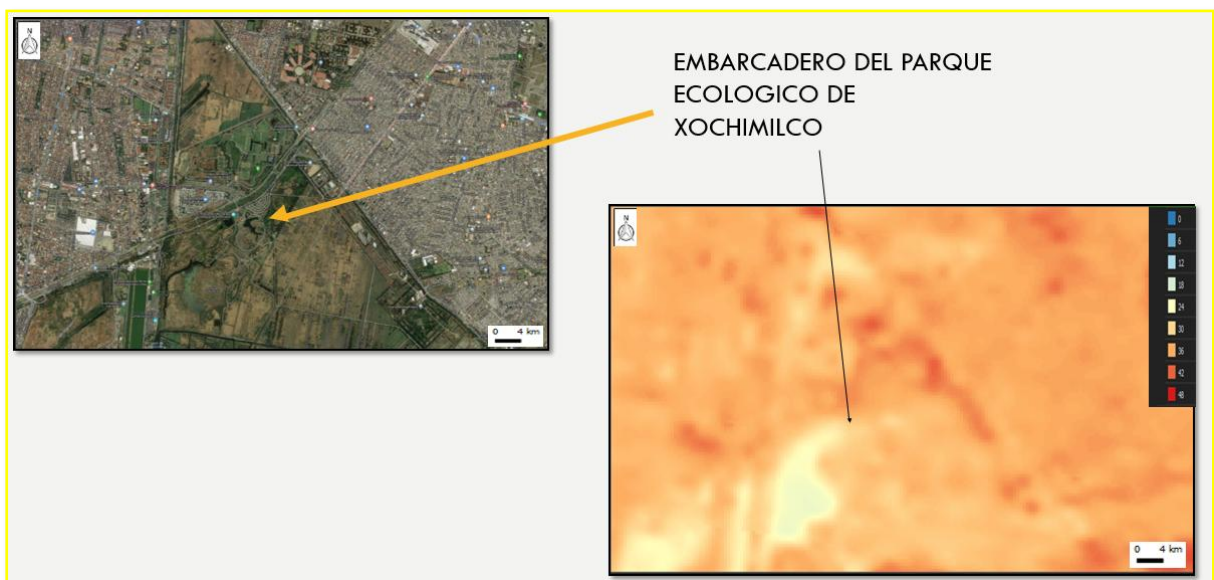 N
EMBARCADERO DEL PARQUE
ECOLOGICO DE
XOCHIMILCO
0 4 km
N
0
6
12
18
24
30
36
42
48
0 4 km